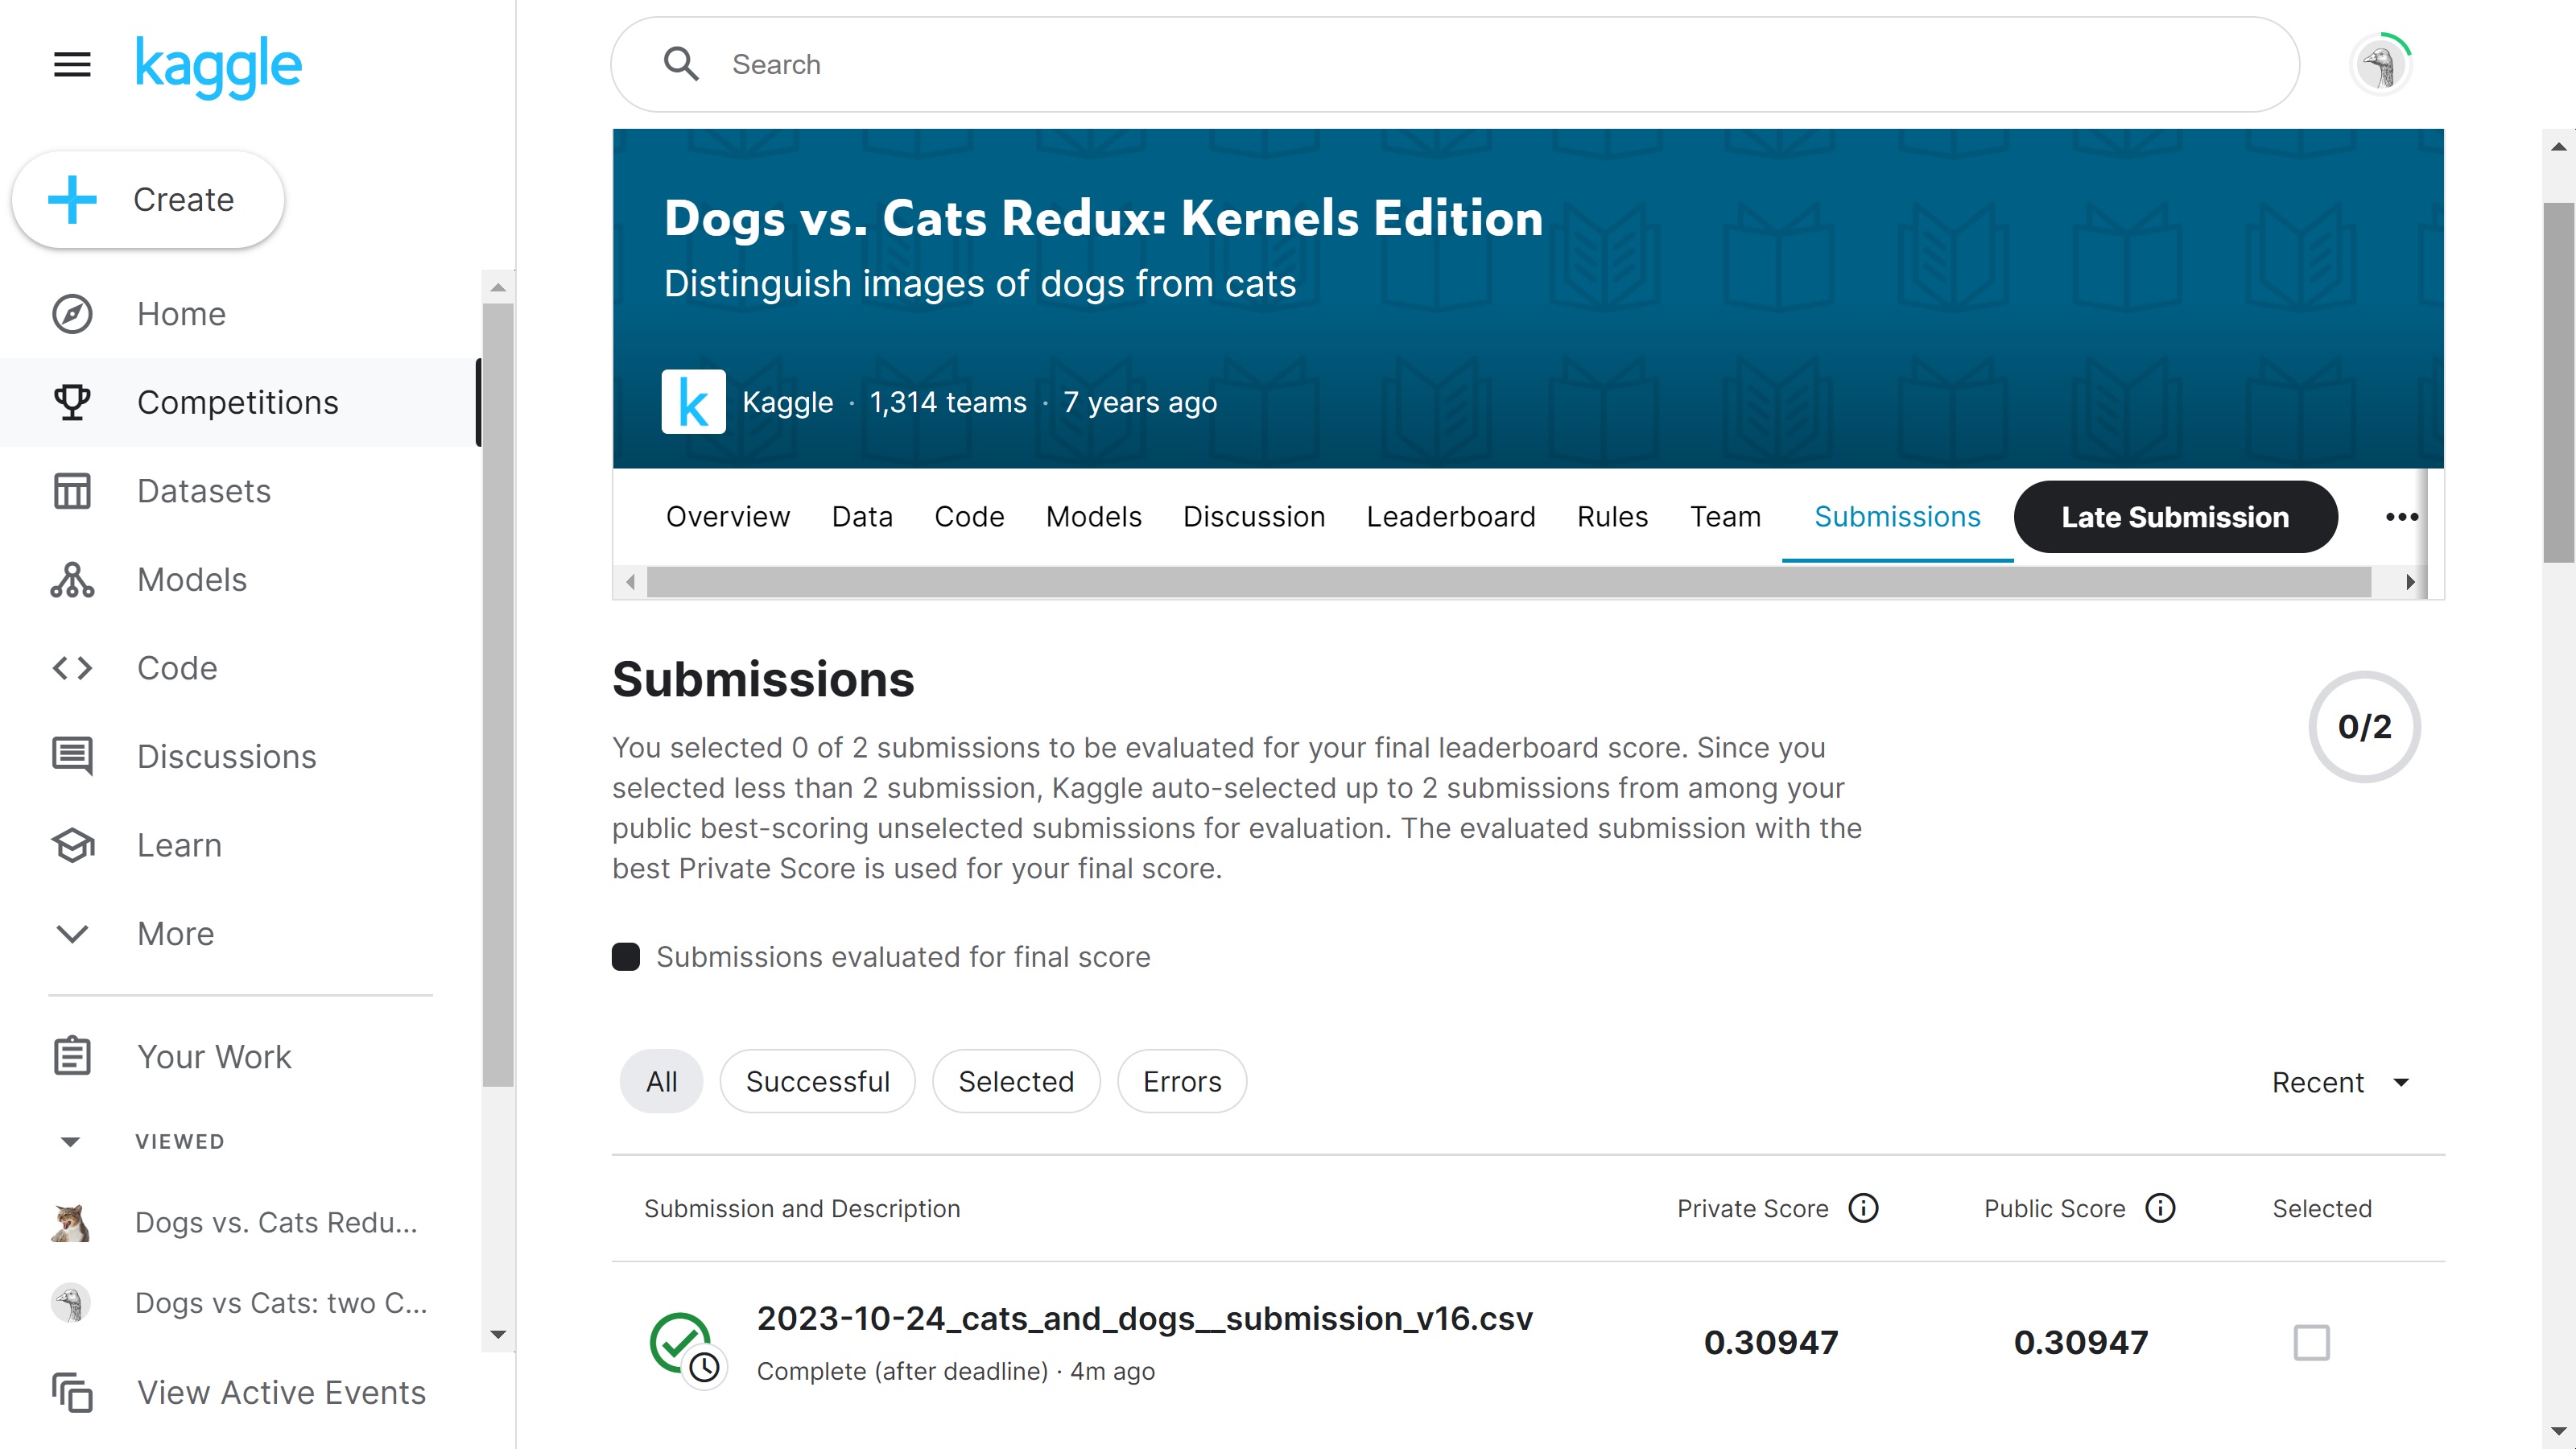 kaggle
Search
Create
Home
Competitions
Datasets
Models
Code
Discussions
Learn
More
Your Work
VIEWED
Dogs vs. Cats Redu...
Dogs vs Cats: two C...
View Active Events
Dogs vs. Cats Redux: Kernels Edition
Distinguish images of dogs from cats
k Kaggle · 1,314 teams · 7 years ago
Overview Data Code Models Discussion Leaderboard Rules Team Submissions Late Submission
Submissions
0/2
You selected 0 of 2 submissions to be evaluated for your final leaderboard score. Since you
selected less than 2 submission, Kaggle auto-selected up to 2 submissions from among your
public best-scoring unselected submissions for evaluation. The evaluated submission with the
best Private Score is used for your final score.
Submissions evaluated for final score
All Successful Selected Errors Recent
Submission and Description Private Score Public Score Selected
2023-10-24_cats_and_dogs__submission_v16.csv 0.30947 0.30947
Complete (after deadline) · 4m ago